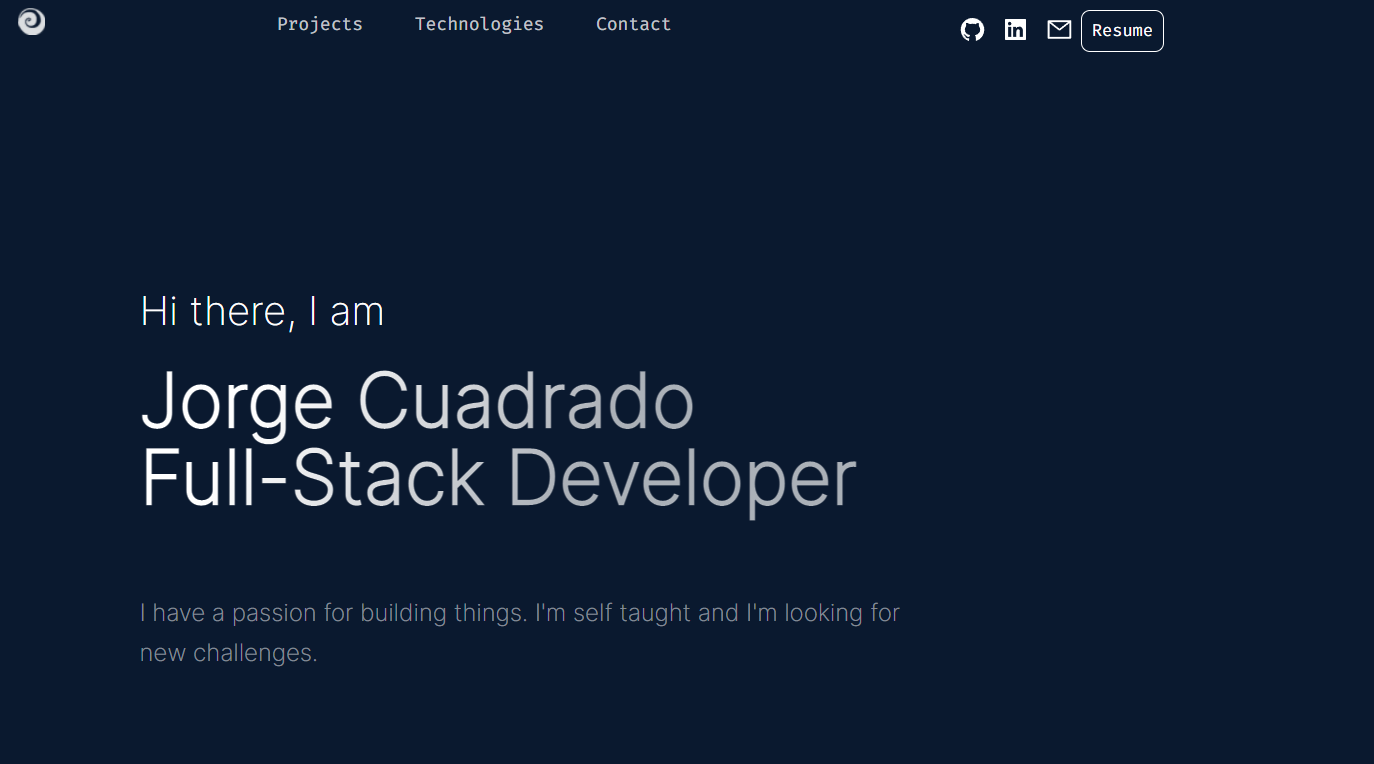 Projects Technologies Contact Resume
Hi there, I am
Jorge Cuadrado
Full-Stack Developer
I have a passion for building things. I'm self taught and I'm looking for
new challenges.